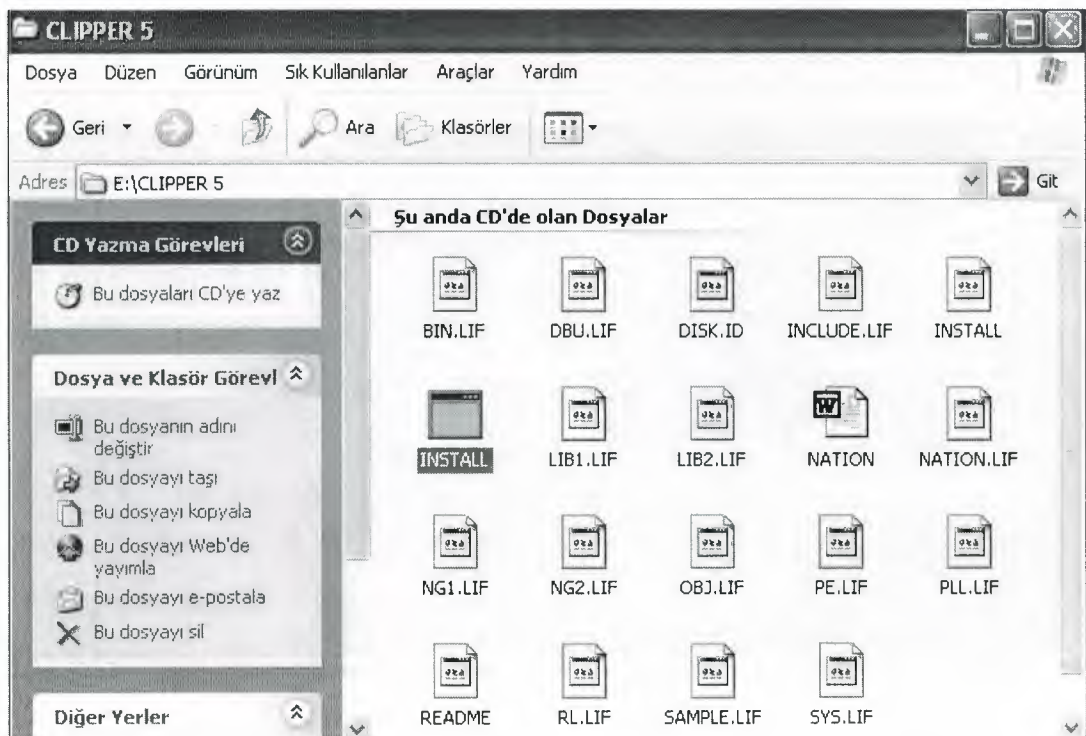 CLIPPER 5
Dosya Düzen Görünüm Sık Kullanılanlar Araçlar Yardım
Geri Ara Klasörler
Adres E:\CLIPPER 5 Git
CD Yazma Görevleri
Bu dosyaları CD'ye yaz
Dosya ve Klasör Görevl
Bu dosyanın adını
değiştir
Bu dosyayı taşı
Bu dosyayı kopyala
Bu dosyayı Web'de
yayımla
Bu dosyayı e-postala
Bu dosyayı sil
Diğer Yerler
Şu anda CD'de olan Dosyalar
BIN.LIF DBU.LIF DISK.ID INCLUDE.LIF INSTALL
INSTALL LIB1.LIF LIB2.LIF NATION NATION.LIF
NG1.LIF NG2.LIF OBJ.LIF PE.LIF PLL.LIF
README RL.LIF SAMPLE.LIF SYS.LIF